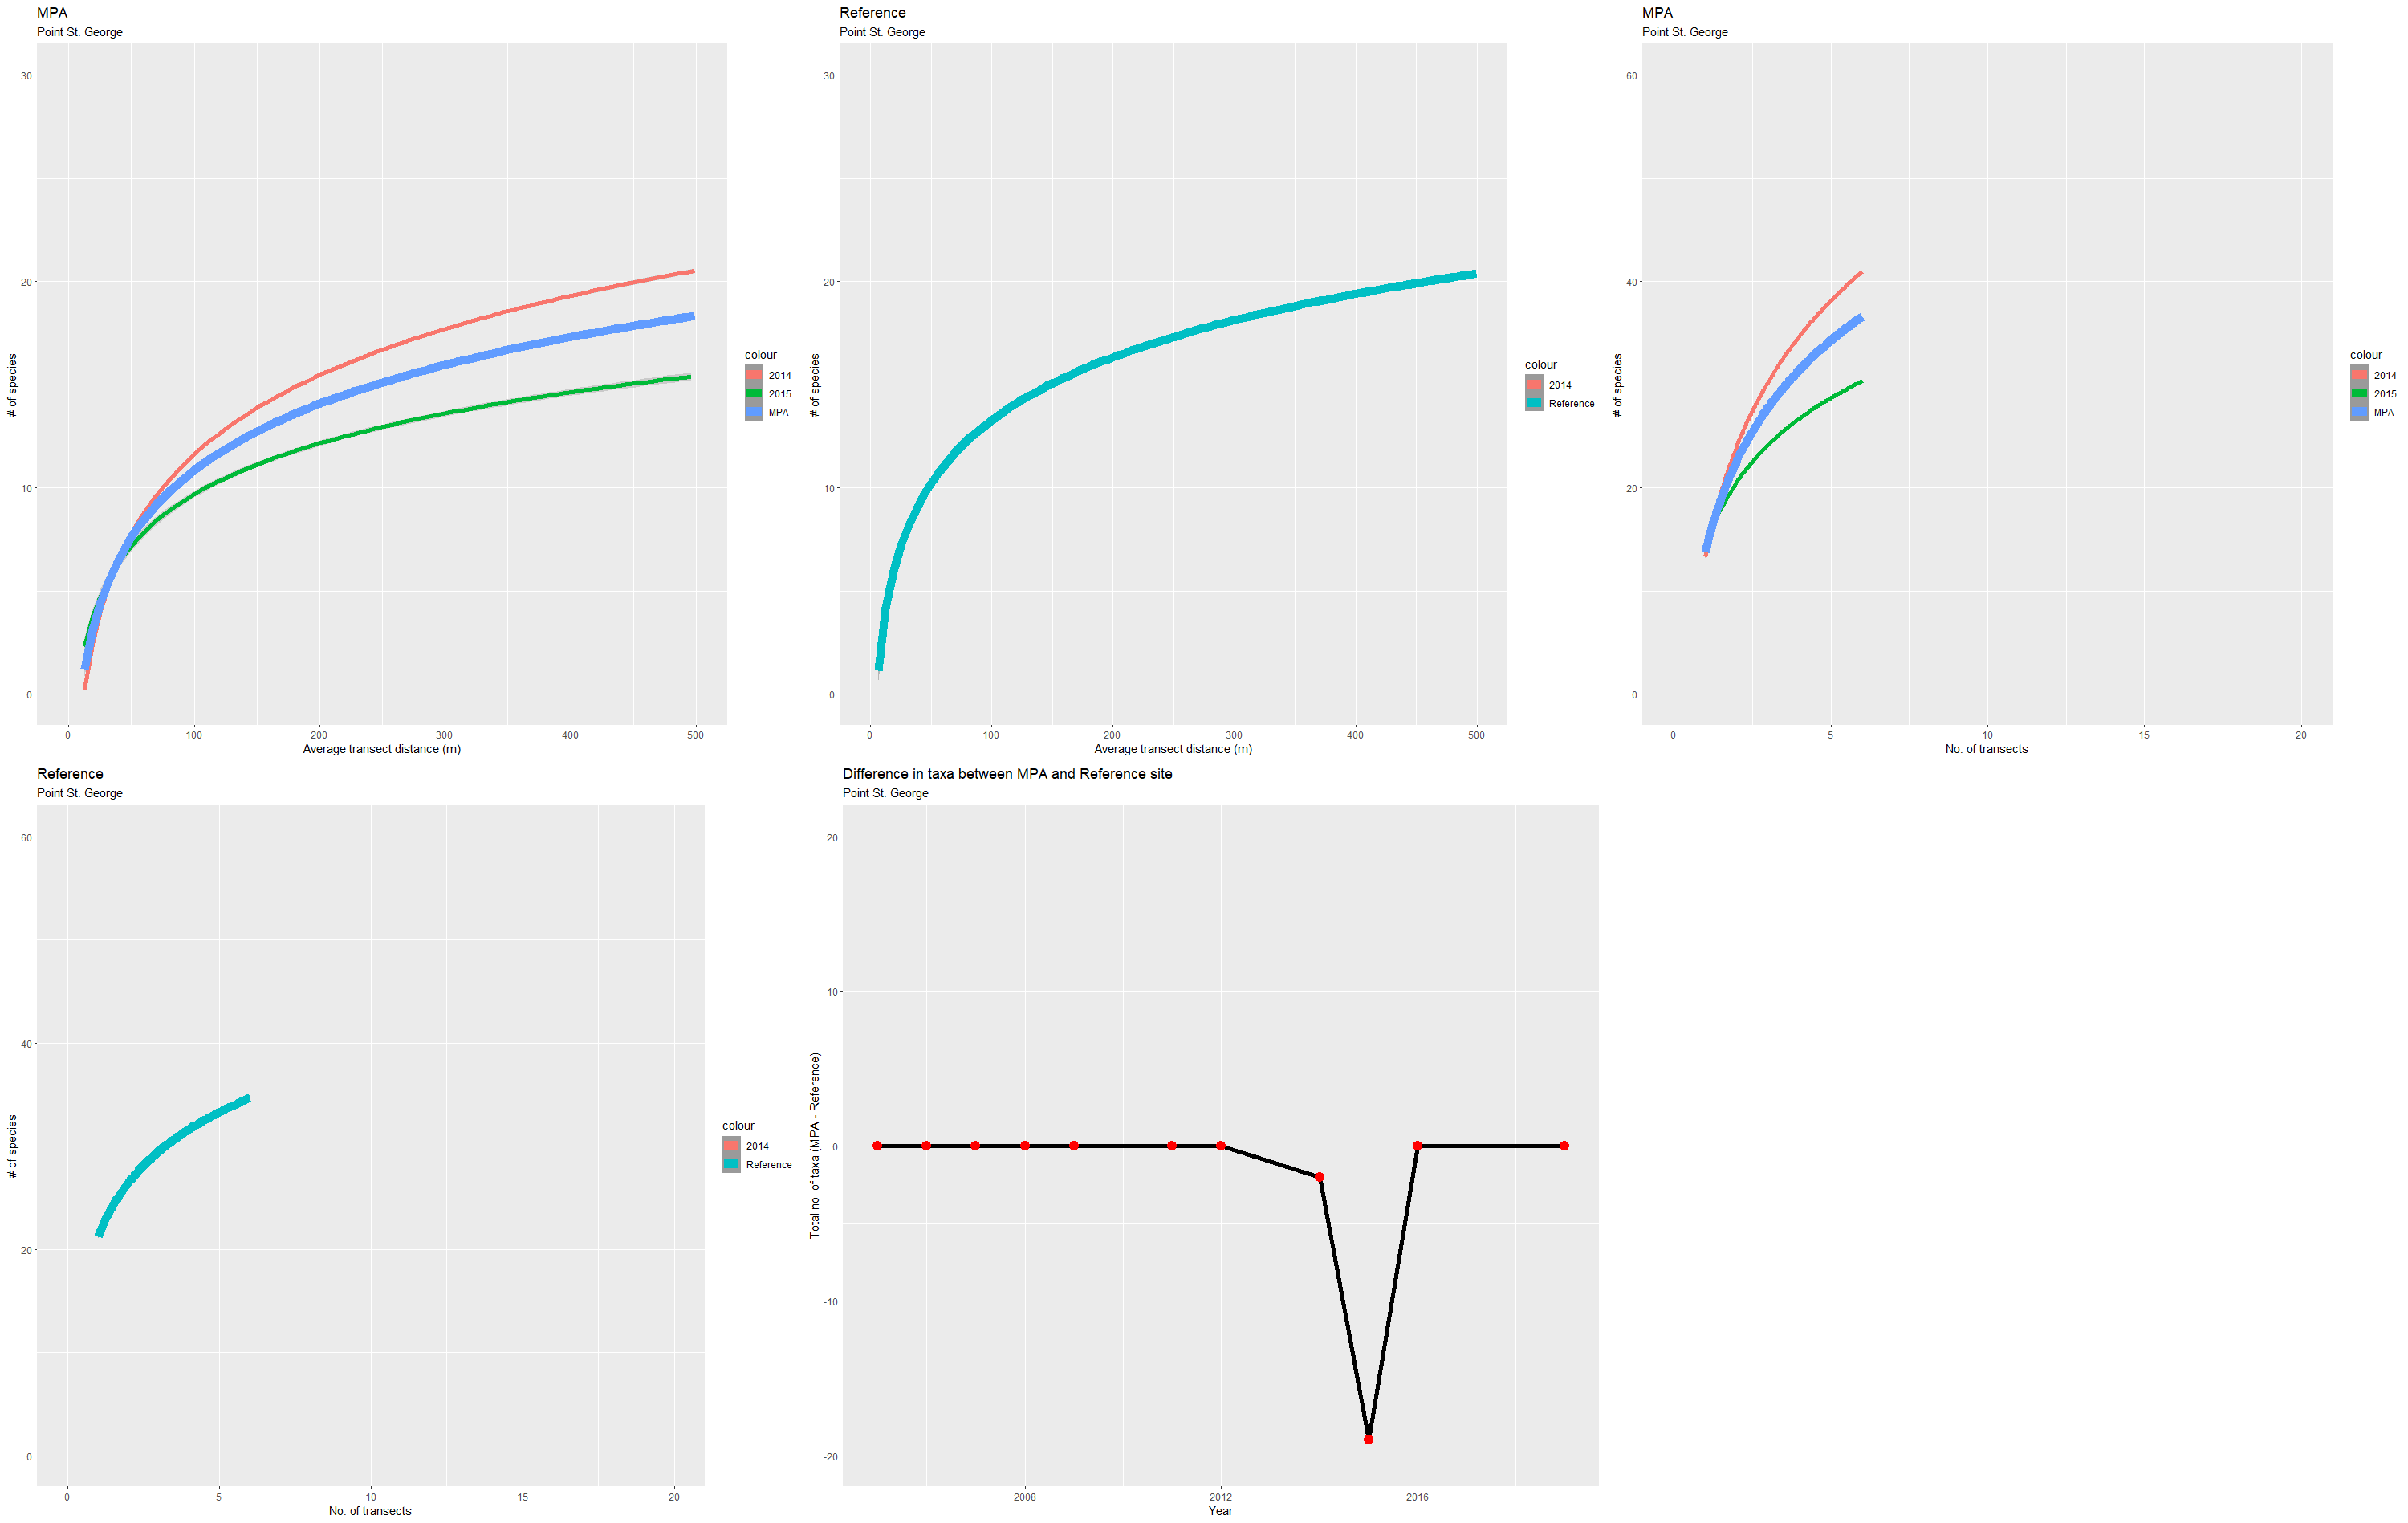 MPA
Point St. George
# of species
30
20
10
0
0 100 200 300 400 500
Average transect distance (m)
colour
2014
2015
MPA
Reference
Point St. George
# of species
30
20
10
0
0 100 200 300 400 500
Average transect distance (m)
colour
2014
Reference
MPA
Point St. George
# of species
60
40
20
0
0 5 10 15 20
No. of transects
colour
2014
2015
MPA
Reference
Point St. George
# of species
60
40
20
0
0 5 10 15 20
No. of transects
colour
2014
Reference
Difference in taxa between MPA and Reference site
Point St. George
Total no. of taxa (MPA - Reference)
20
10
0
-10
-20
2008 2012 2016
Year